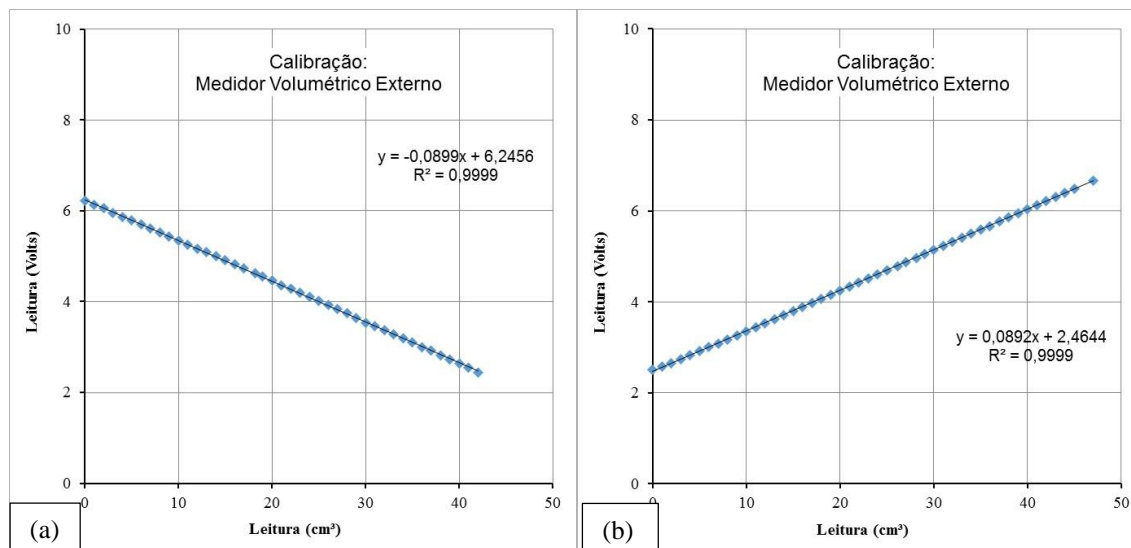 Calibração:
Medidor Volumétrico Externo
y = -0,0899x + 6,2456
R² = 0,9999
Leitura (Volts)
10
8
6
4
2
0
0 10 20 30 40 50
Leitura (cm³)
(a)
Calibração:
Medidor Volumétrico Externo
y = 0,0892x + 2,4644
R² = 0,9999
Leitura (Volts)
10
8
6
4
2
0
0 10 20 30 40 50
Leitura (cm³)
(b)